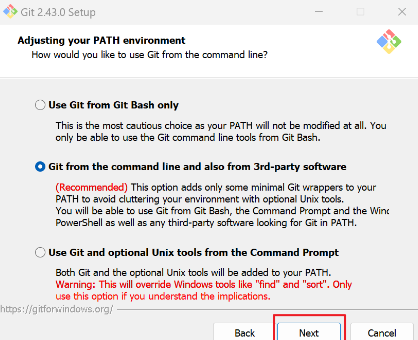 Git 2.43.0 Setup
Adjusting your PATH environment
How would you like to use Git from the command line?
Use Git from Git Bash only
This is the most cautious choice as your PATH will not be modified at all. You
only be able to use the Git command line tools from Git Bash.
Git from the command line and also from 3rd-party software
(Recommended) This option adds only some minimal Git wrappers to your
PATH to avoid cluttering your environment with optional Unix tools.
You will be able to use Git from Git Bash, the Command Prompt and the
PowerShell as well as any third-party software looking for Git in PATH.
Use Git and optional Unix tools from the Command Prompt
Both Git and the optional Unix tools will be added to your PATH.
Warning: This will override Windows tools like "find" and "sort". Only
use this option if you understand the implications.
https://gitforwindows.org/
Back Next Cancel